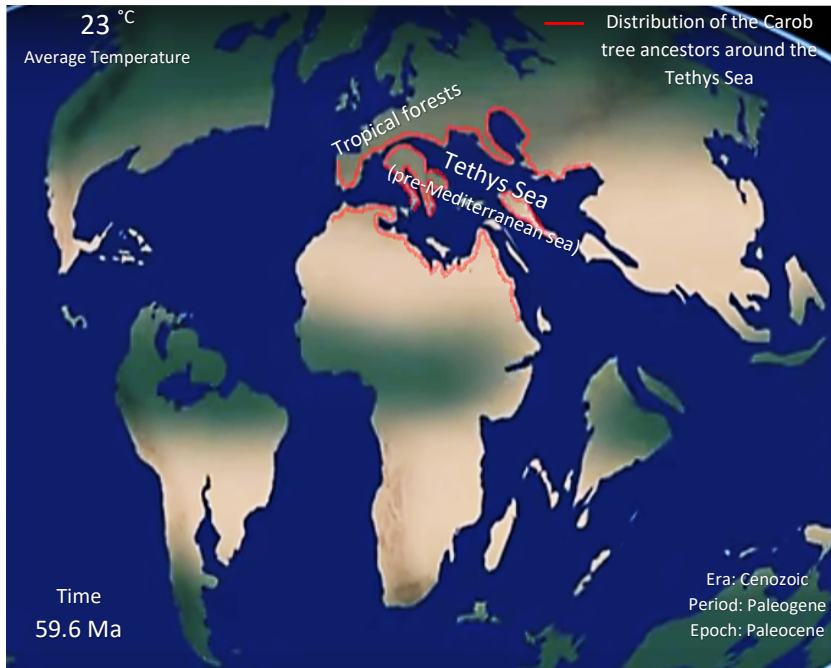 23 °C
Average Temperature
Distribution of the Carob
tree ancestors around the
Tethys Sea
Tropical forests
Tethys Sea
(pre-Mediterranean sea)
Time
59.6 Ma
Era: Cenozoic
Period: Paleogene
Epoch: Paleocene